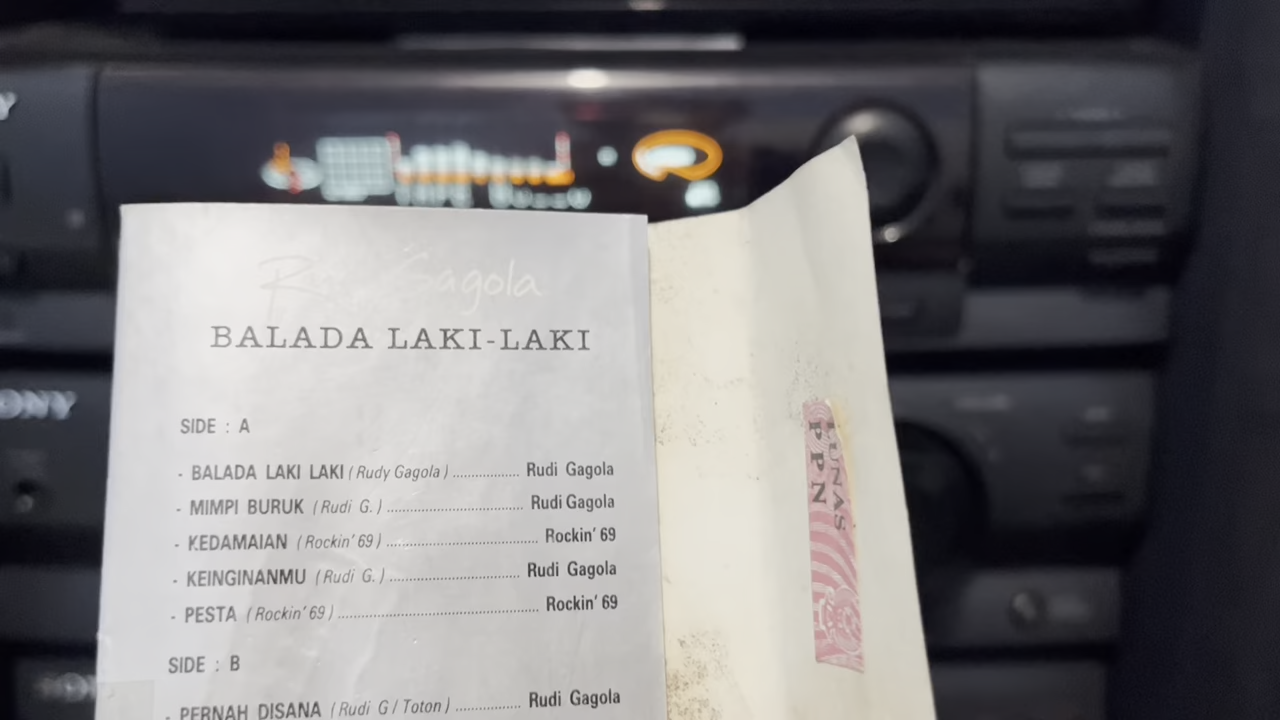 Gagola
BALADA LAKI-LAKI
SIDE : A
- BALADA LAKI LAKI (Rudy Gagola) .................. Rudi Gagola
- MIMPI BURUK (Rudi G.) ..................................... Rudi Gagola
- KEDAMAIAN (Rockin' 69) ......................................... Rockin' 69
- KEINGINANMU (Rudi G.) ................................... Rudi Gagola
- PESTA (Rockin' 69) ...................................................... Rockin' 69
SIDE : B
- PERNAH DISANA (Rudi G / Toton) .................. Rudi Gagola
LUNAS
PPN
SONY